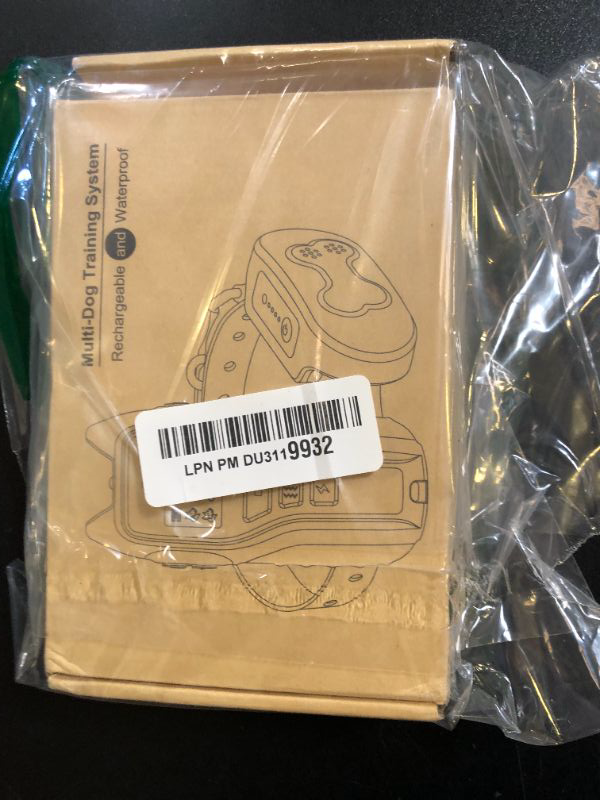 Multi-Dog Training System
Rechargeable and Waterproof
LPN PM DU3119932